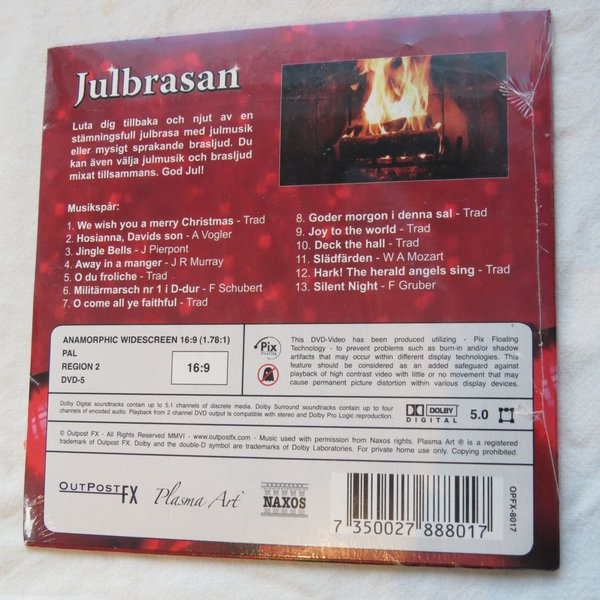 Julbrasan
Luta dig tillbaka och njut av en
stämningsfull julbrasa med julmusik
eller mysigt sprakande brasljud. Du
kan även välja julmusik och brasljud
mixat tillsammans. God Jul!
Musikspår:
1. We wish you a merry Christmas - Trad
2. Hosianna, Davids son - A Vogler
3. Jingle Bells - J Pierpont
4. Away in a manger - J R Murray
5. O du froliche - Trad
6. Militärmarsch nr 1 i D-dur - F Schubert
7. O come all ye faithful - Trad
8. Goder morgon i denna sal - Trad
9. Joy to the world - Trad
10. Deck the hall - Trad
11. Slädfärden - W A Mozart
12. Hark! The herald angels sing - Trad
13. Silent Night - F Gruber
ANAMORPHIC WIDESCREEN 16:9 (1.78:1)
PAL
REGION 2
DVD-5
16:9
Pix
Floating
This DVD-Video has been produced utilizing - Pix Floating
Technology - to prevent problems such as burn-in and/or shadow
artifacts that may occur within different display technologies. This
feature should be considered as an added safeguard against
playback of high contrast video with little or no movement that may
cause permanent picture distortion within various display devices.
Dolby Digital soundtracks contain up to 5.1 channels of discrete media. Dolby Surround soundtracks contain up to four
channels of encoded audio. Playback from 2 channel DVD output is compatible with stereo and Dolby Pro Logic reproduction.
DOLBY
DIGITAL
5.0
© Outpost FX - All Rights Reserved MMVI - www.outpostfx.com - Music used with permission from Naxos rights. Plasma Art ® is a registered
trademark of Outpost FX. Dolby and the double-D symbol are trademark of Dolby Laboratories. For private home use only. Copying prohibited.
OUTPOST FX
Plasma Art
NAXOS
7 350027 888017
OPFX-8017